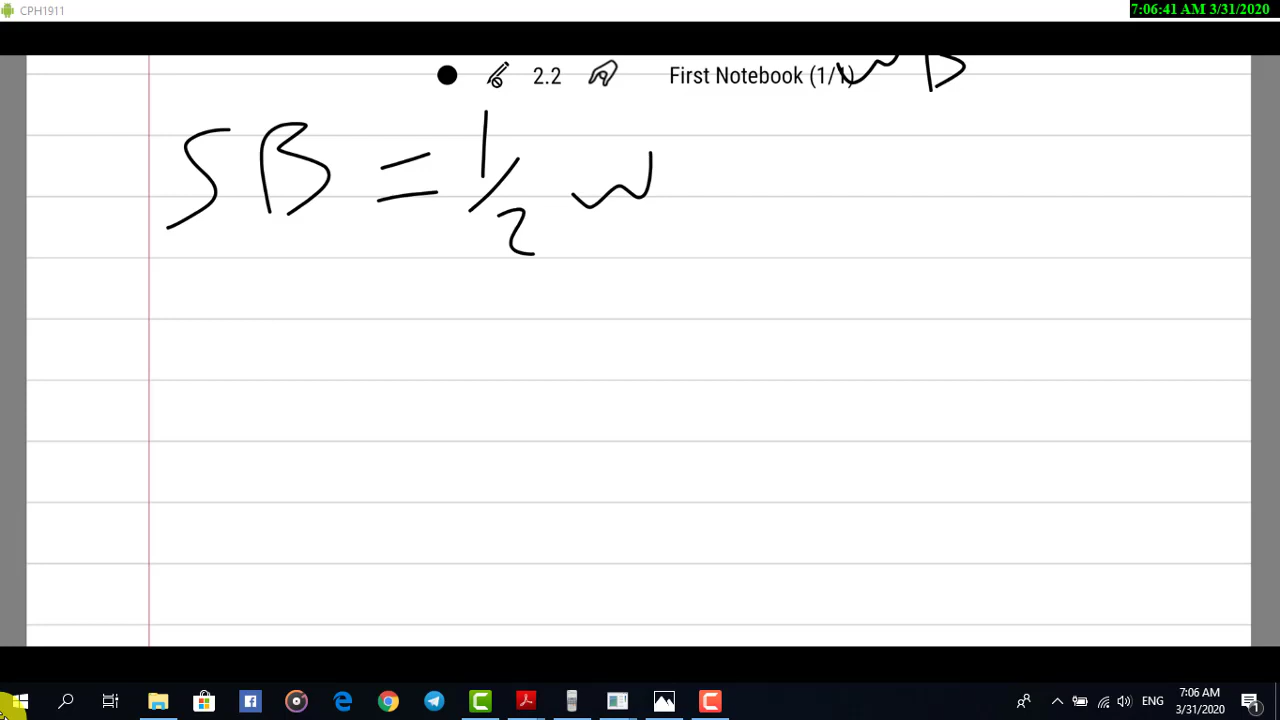 CPH1911
7:06:41 AM 3/31/2020
2.2 First Notebook (1/1) w B
SB = 1/2 w
ENG
7:06 AM
3/31/2020
1